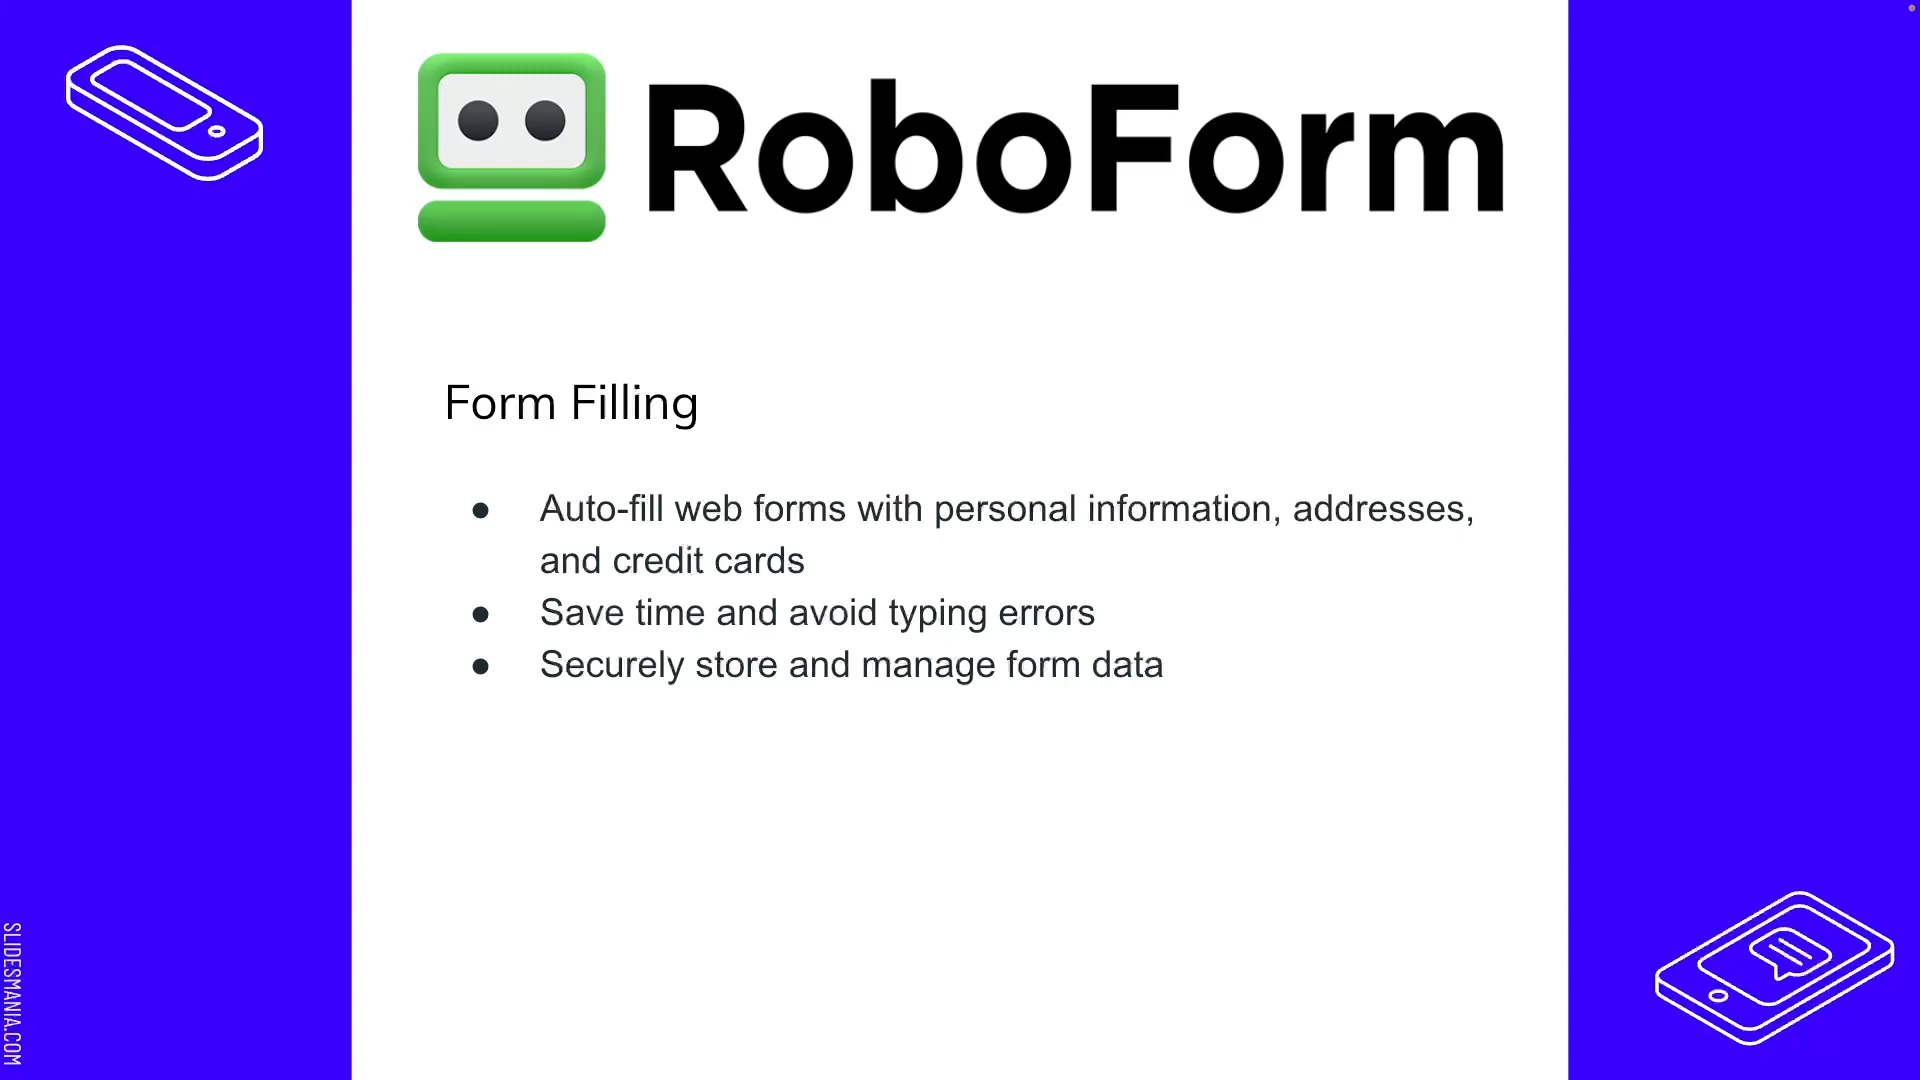 RoboForm
Form Filling
● Auto-fill web forms with personal information, addresses,
and credit cards
● Save time and avoid typing errors
● Securely store and manage form data
SLIDESMANIA.COM